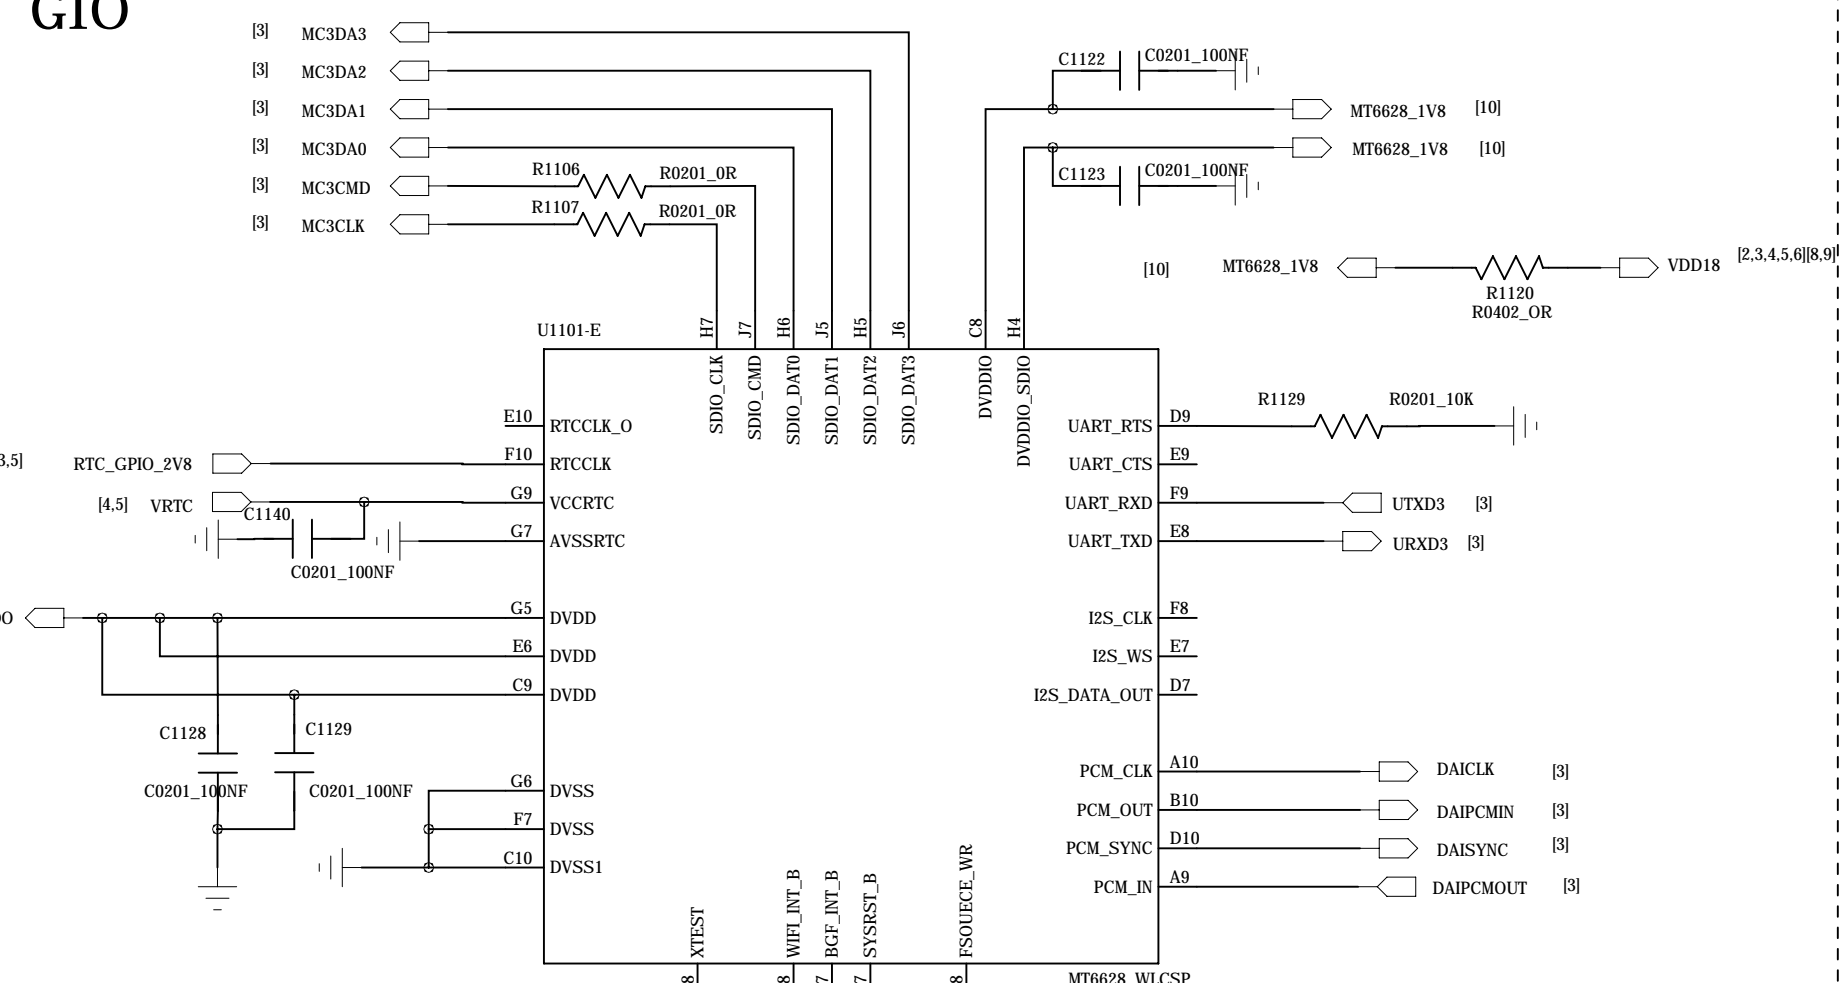 GIO
[3] MC3DA3
[3] MC3DA2
[3] MC3DA1
[3] MC3DA0
[3] MC3CMD
[3] MC3CLK
R1106 R0201_0R
R1107 R0201_0R
C1122 C0201_100NF
MT6628_1V8 [10]
MT6628_1V8 [10]
C1123 C0201_100NF
[10] MT6628_1V8
VDD18 [2,3,4,5,6][8,9]
R1120
R0402_OR
U1101-E
H7 J7 H6 J5 H5 J6 C8 H4
SDIO_CLK
SDIO_CMD
SDIO_DAT0
SDIO_DAT1
SDIO_DAT2
SDIO_DAT3
DVDDIO
DVDDIO_SDIO
E10 RTCCLK_O
3,5] RTC_GPIO_2V8 F10 RTCCLK
[4,5] VRTC G9 VCCRTC
C1140
C0201_100NF
G7 AVSSRTC
G5 DVDD
E6 DVDD
C9 DVDD
C1128 C1129
C0201_100NF C0201_100NF
G6 DVSS
F7 DVSS
C10 DVSS1
UART_RTS D9 R1129 R0201_10K
UART_CTS E9
UART_RXD F9 UTXD3 [3]
UART_TXD E8 URXD3 [3]
I2S_CLK F8
I2S_WS E7
I2S_DATA_OUT D7
PCM_CLK A10 DAICLK [3]
PCM_OUT B10 DAIPCMIN [3]
PCM_SYNC D10 DAISYNC [3]
PCM_IN A9 DAIPCMOUT [3]
XTEST
WIFI_INT_B
BGF_INT_B
SYSRST_B
FSOUECE_WR
8 8 7 7 8
MT6628_WLCSP